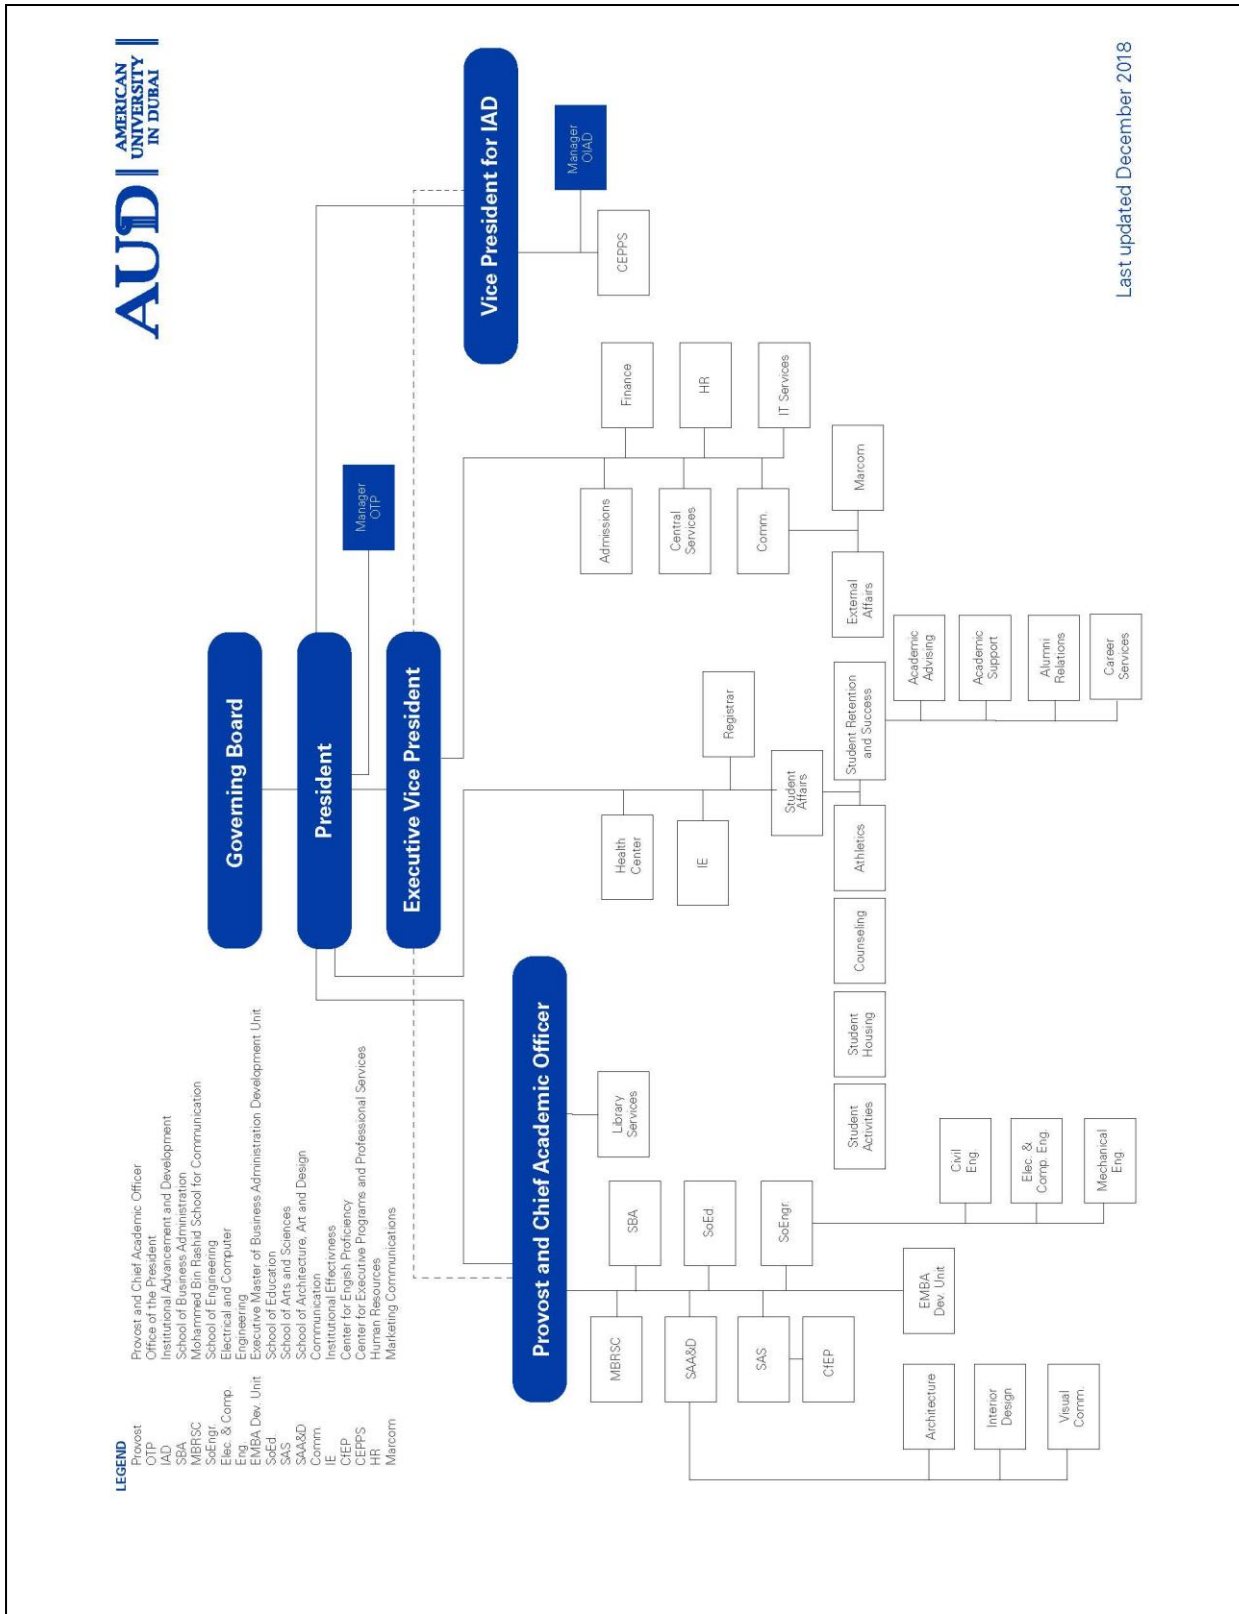 AUD
AMERICAN
UNIVERSITY
IN DUBAI
LEGEND
Provost Provost and Chief Academic Officer
OTP Office of the President
IAD Institutional Advancement and Development
SBA School of Business Administration
MBRSC Mohammed Bin Rashid School for Communication
SoEngr. School of Engineering
Elec. & Comp. Electrical and Computer
Eng. Engineering
EMBA Dev. Unit Executive Master of Business Administration Development Unit
SoEd. School of Education
SAS School of Arts and Sciences
SAA&D School of Architecture, Art and Design
Comm. Communication
IE Institutional Effectivness
CfEP Center for Engish Proficiency
CEPPS Center for Executive Programs and Professional Services
HR Human Resources
Marcom Marketing Communications
Governing Board
President
Manager
OTP
Executive Vice President
Provost and Chief Academic Officer
Vice President for IAD
Manager
OIAD
CEPPS
Library
Services
MBRSC
SBA
SAA&D
SoEd.
SAS
SoEngr.
CfEP
EMBA
Dev. Unit
Architecture
Interior
Design
Visual
Comm.
Civil
Eng.
Elec. &
Comp. Eng.
Mechanical
Eng.
Health
Center
IE
Registrar
Student
Affairs
Student
Activities
Student
Housing
Counseling
Athletics
Student Retention
and Success
Academic
Advising
Academic
Support
Alumni
Relations
Career
Services
Admissions
Finance
Central
Services
HR
Comm.
IT Services
External
Affairs
Marcom
Last updated December 2018